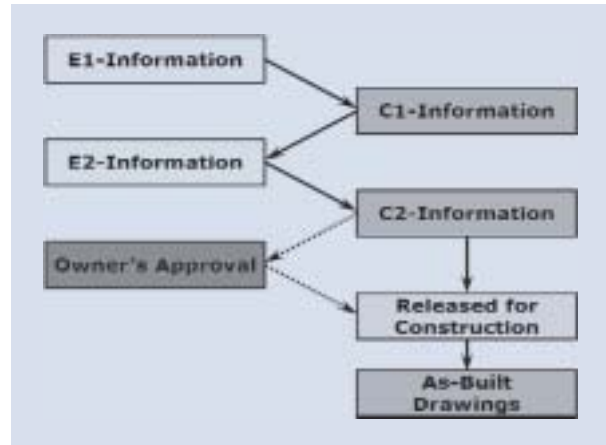 E1-Information
C1-Information
E2-Information
C2-Information
Owner's Approval
Released for
Construction
As-Built
Drawings